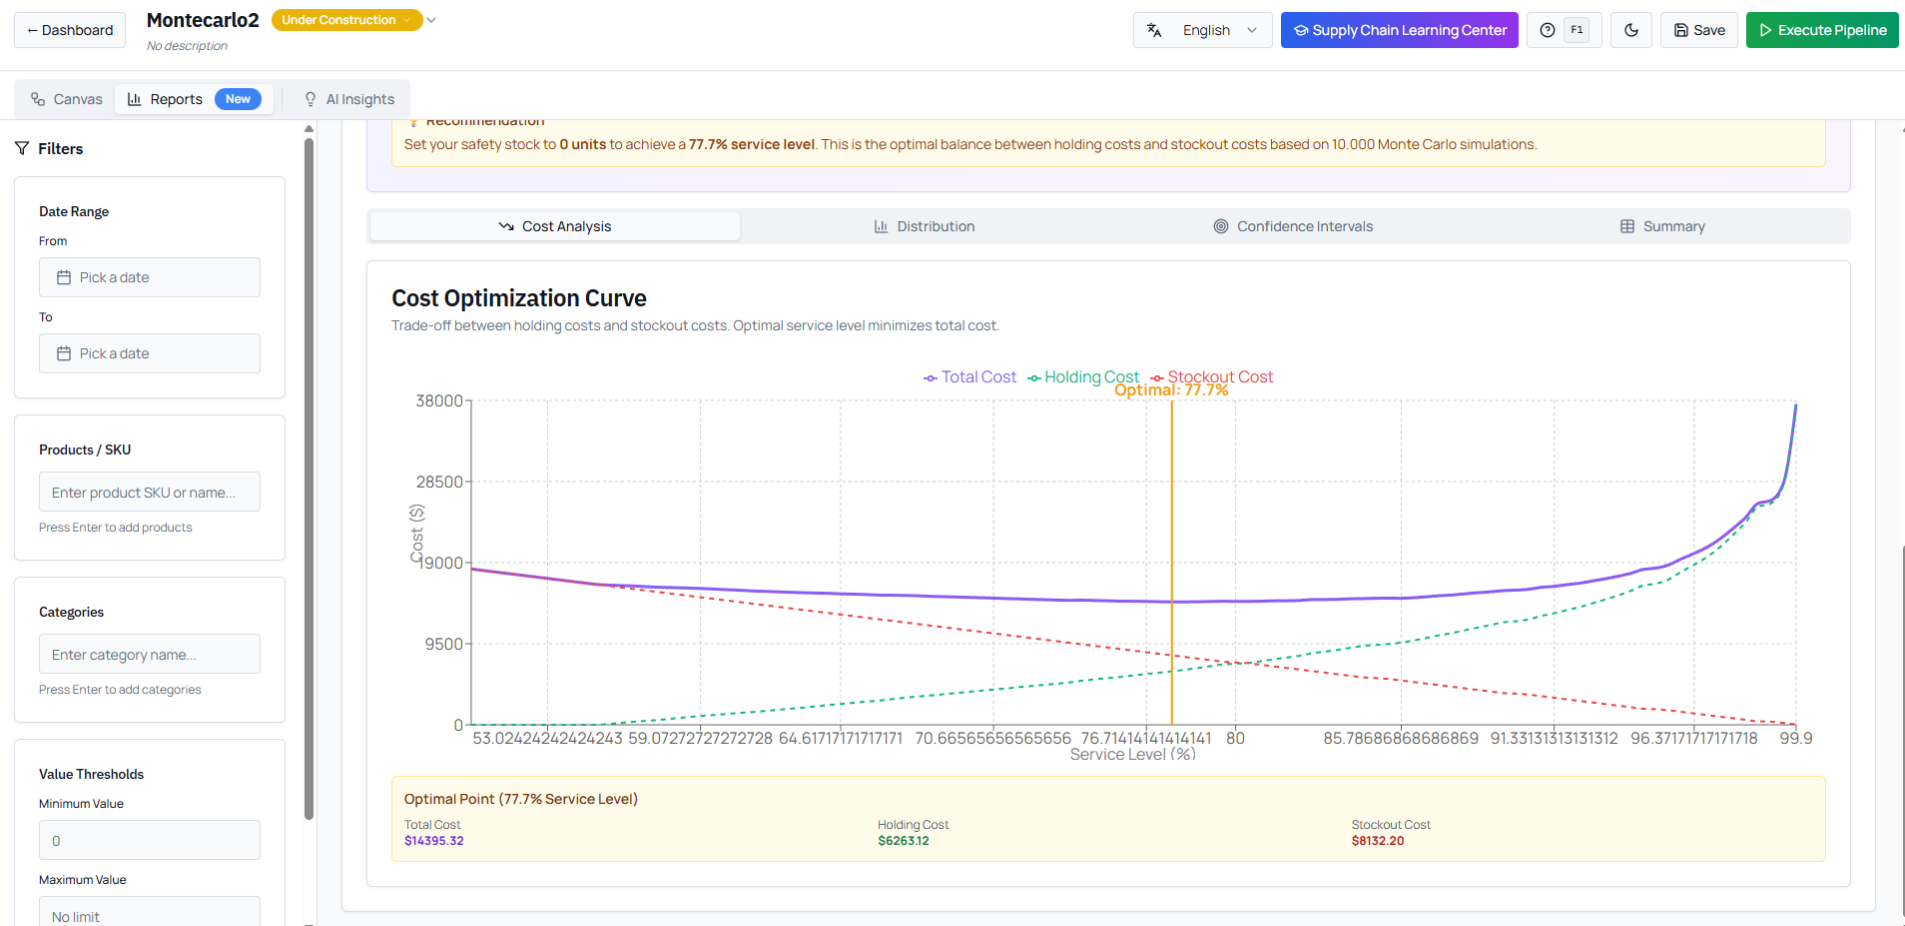 ← Dashboard
Montecarlo2
Under Construction
No description
English
Supply Chain Learning Center
F1
Save
Execute Pipeline
Canvas
Reports
New
AI Insights
Filters
Date Range
From
Pick a date
To
Pick a date
Products / SKU
Enter product SKU or name...
Press Enter to add products
Categories
Enter category name...
Press Enter to add categories
Value Thresholds
Minimum Value
0
Maximum Value
No limit
Recommendation
Set your safety stock to 0 units to achieve a 77.7% service level. This is the optimal balance between holding costs and stockout costs based on 10.000 Monte Carlo simulations.
Cost Analysis
Distribution
Confidence Intervals
Summary
Cost Optimization Curve
Trade-off between holding costs and stockout costs. Optimal service level minimizes total cost.
Total Cost Holding Cost Stockout Cost
Optimal: 77.7%
38000
28500
19000
9500
0
Cost ($)
53.02424242424243 59.07272727272728 64.61717171717171 70.66565656565656 76.71414141414141 80 85.78686868686869 91.33131313131312 96.37171717171718 99.9
Service Level (%)
Optimal Point (77.7% Service Level)
Total Cost
$14395.32
Holding Cost
$6263.12
Stockout Cost
$8132.20